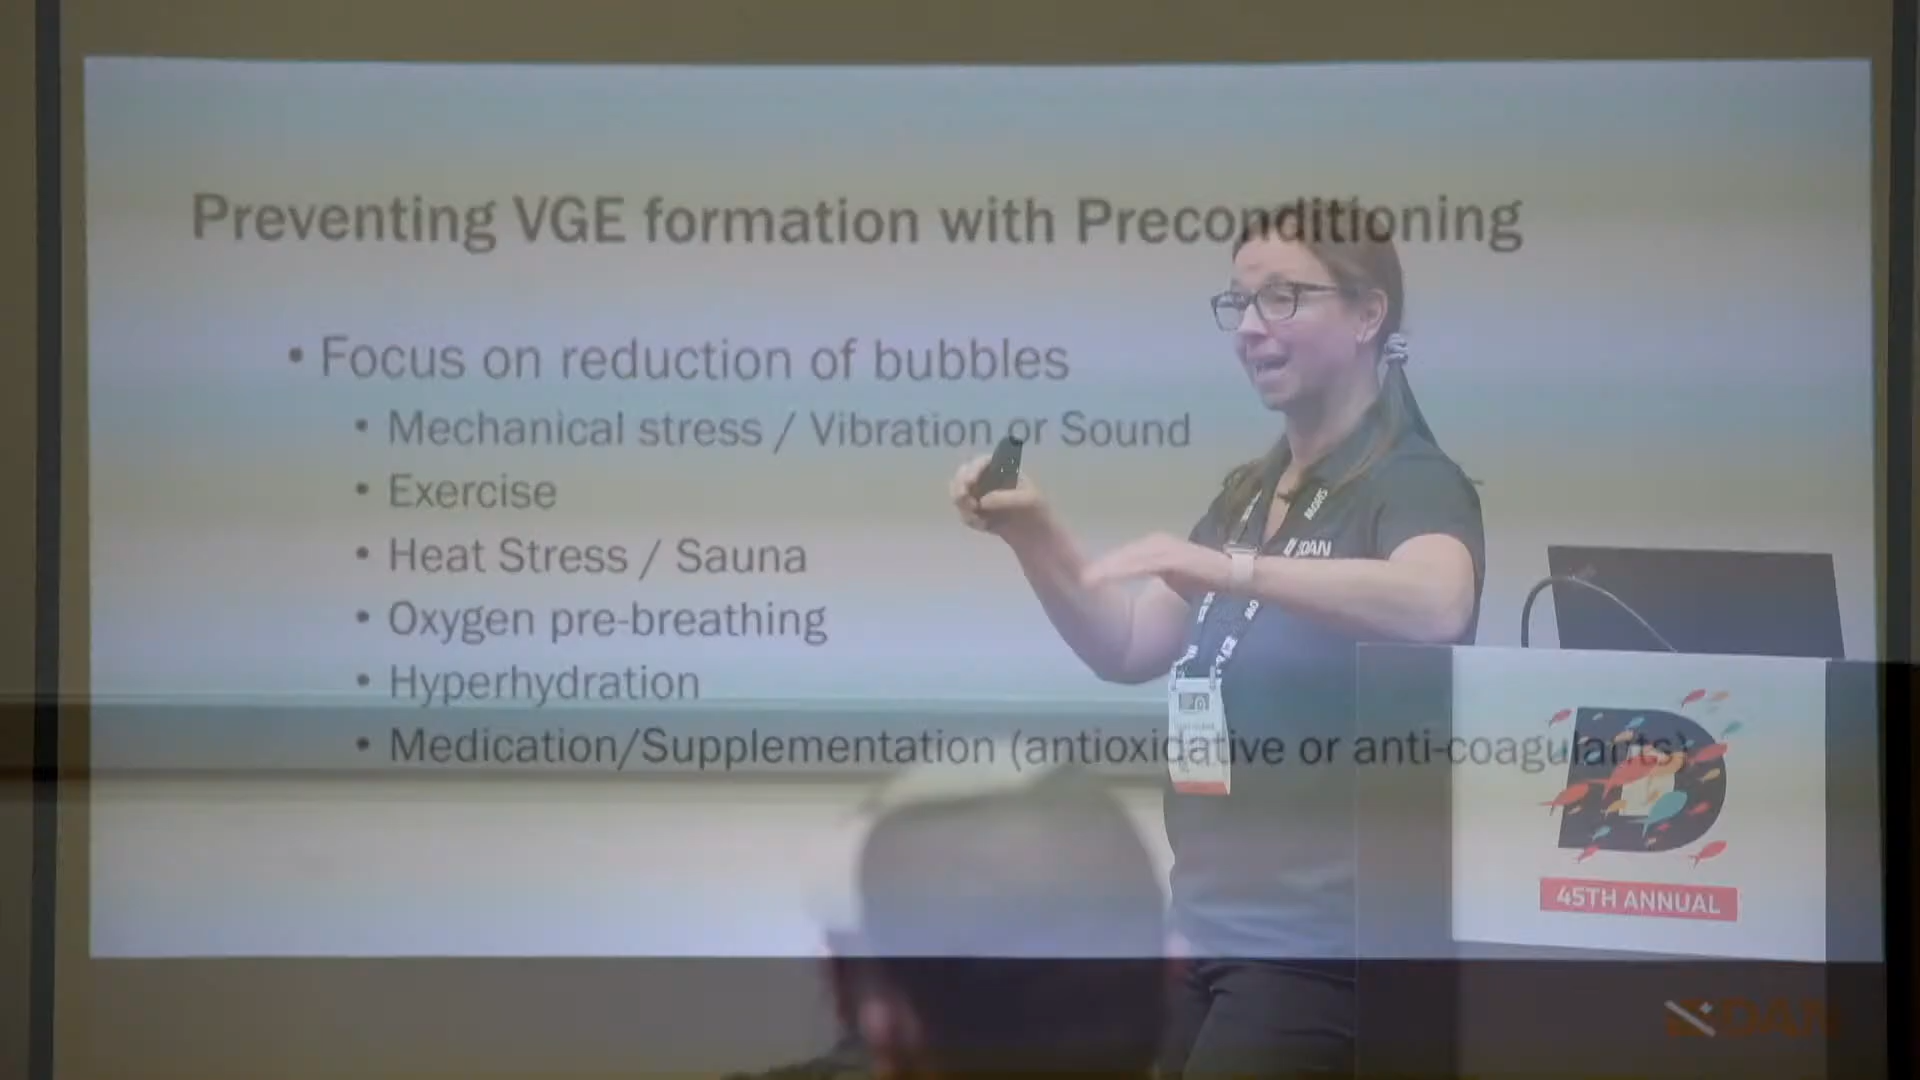 Preventing VGE formation with Preconditioning
• Focus on reduction of bubbles
• Mechanical stress / Vibration or Sound
• Exercise
• Heat Stress / Sauna
• Oxygen pre-breathing
• Hyperhydration
• Medication/Supplementation (antioxidative or anti-coagulants)
DAN
D
45TH ANNUAL
DAN